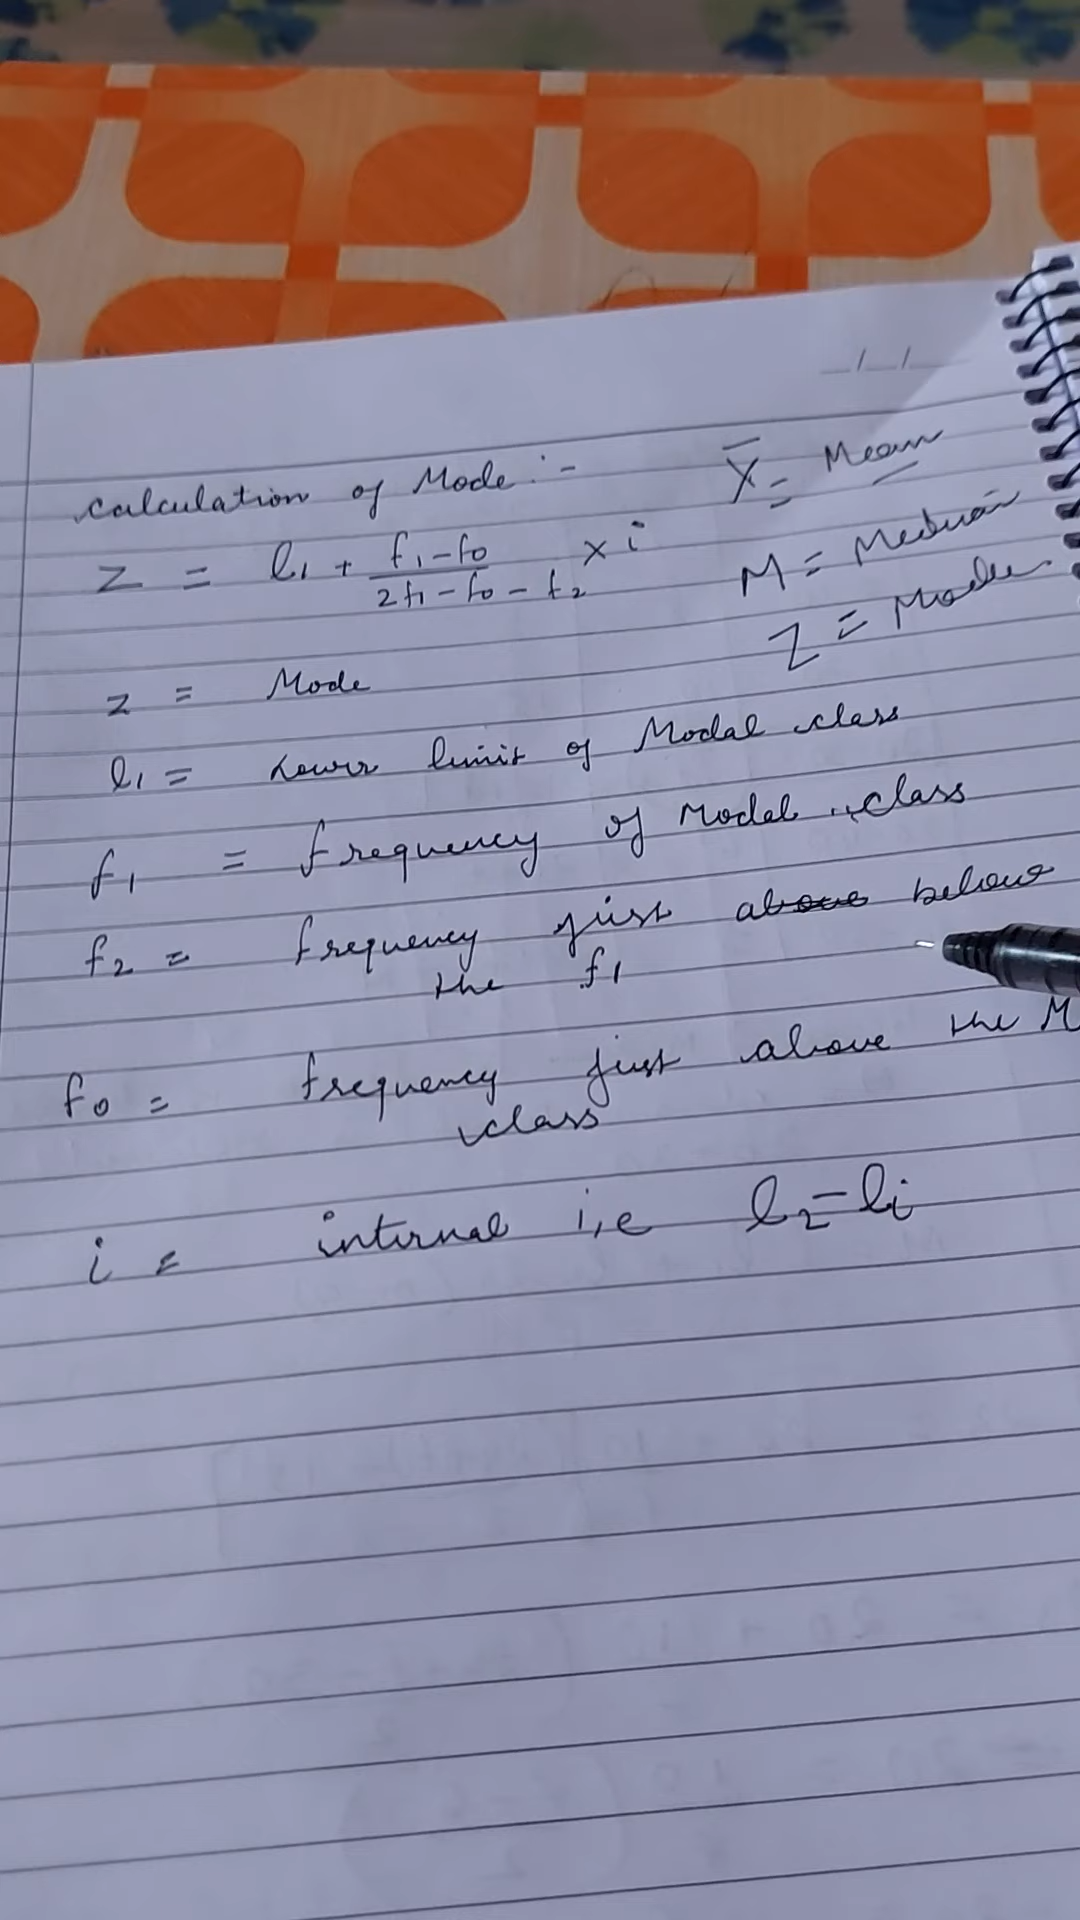 calculation of Mode :-
X̄ = Mean
Z = l₁ + (f₁-f₀)/(2f₁-f₀-f₂) × i
M = Median
Z = Mode
z = Mode
l₁ = Lower limit of Modal class
f₁ = frequency of Modal class
f₂ = frequency just ~~above~~ below
the f₁
f₀ = frequency just above the M
class
i = interval i,e l₂-li